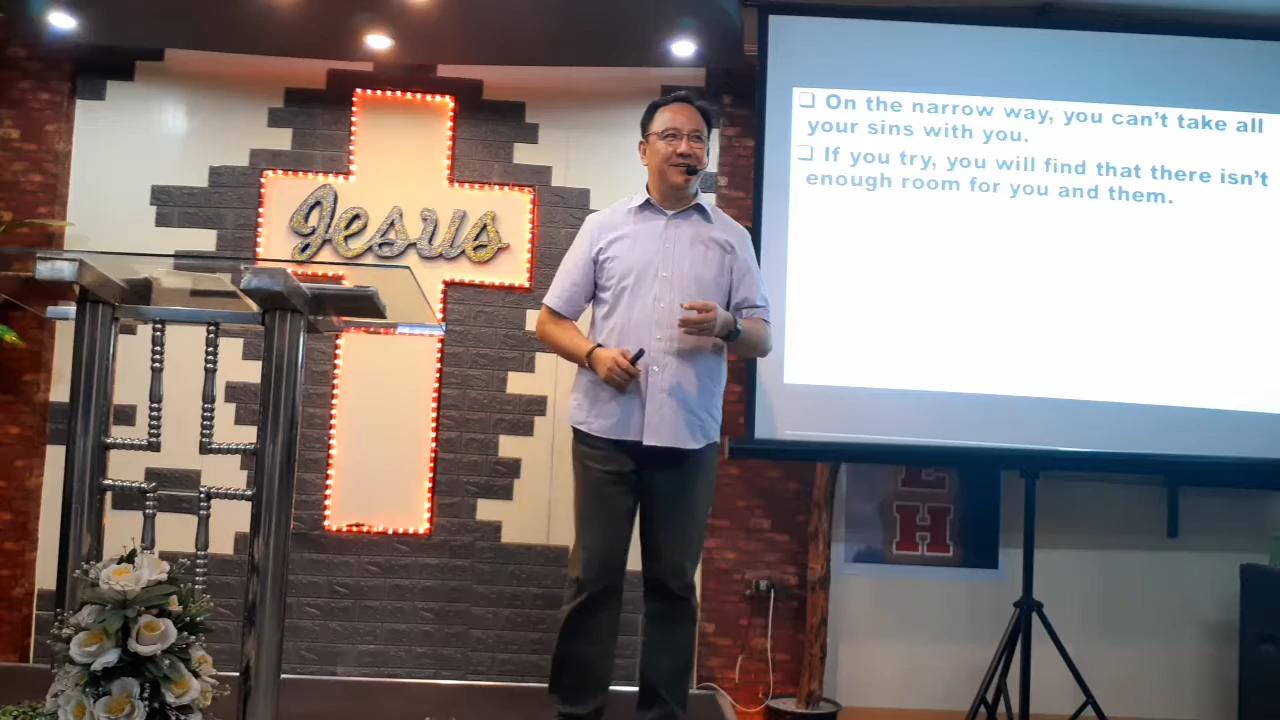 Jesus
❑ On the narrow way, you can't take all
your sins with you.
❑ If you try, you will find that there isn't
enough room for you and them.
E
H